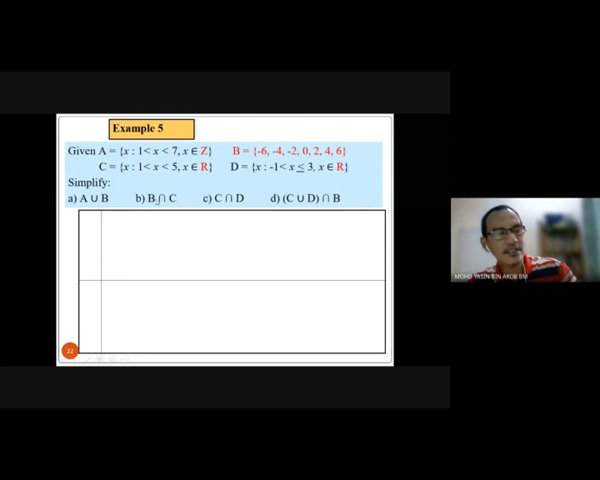 Example 5
Given A = {x : 1< x < 7, x ∈ Z} B = {-6, -4, -2, 0, 2, 4, 6}
C = {x : 1< x < 5, x ∈ R} D = {x : -1< x ≤ 3, x ∈ R}
Simplify:
a) A ∪ B b) B ∩ C c) C ∩ D d) (C ∪ D) ∩ B
22
MOHD YASIN BIN AKOB BM